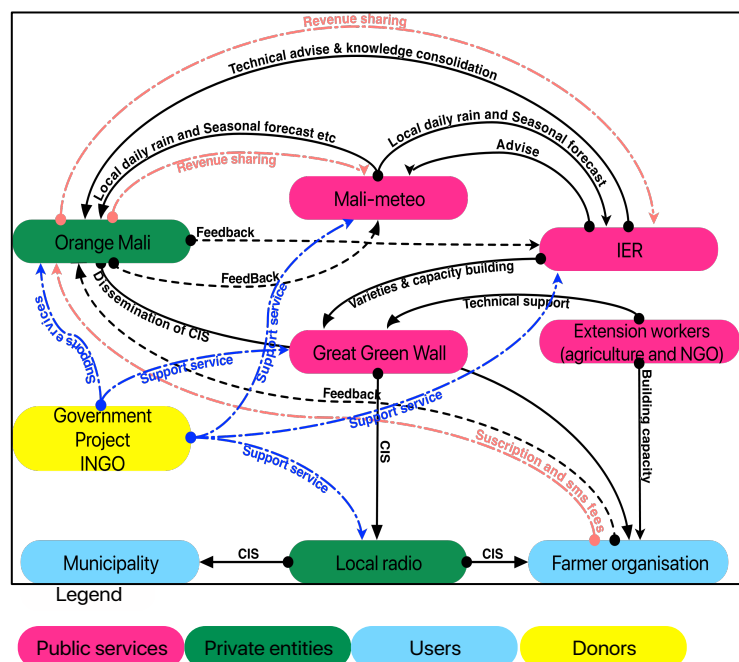 Revenue sharing
Technical advise & knowledge consolidation
Local daily rain and Seasonal forecast etc
Local daily rain and Seasonal forecast
Advise
Revenue sharing
Mali-meteo
Orange Mali
Feedback
IER
FeedBack
Varieties & capacity building
Technical support
Dissemination of CIS
Support service
Great Green Wall
Extension workers
(agriculture and NGO)
Supports ervices
Support service
Feedback
Support service
Building capacity
Government
Project
INGO
Suscription and sms fees
CIS
Support service
Municipality
CIS
Local radio
CIS
Farmer organisation
Legend
Public services
Private entities
Users
Donors